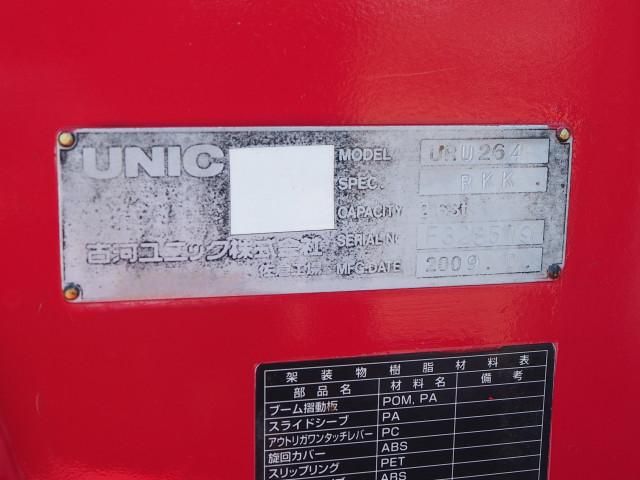 UNIC
MODEL URU264
SPEC. RKK
CAPACITY
SERIAL NO
古河ユニック株式会社
佐倉工場 MFG.DATE 2009.
架装物樹脂材料表
部品名 材料名 備考
ブーム摺動板 POM, PA
スライドシーブ PA
アウトリガワンタッチレバー PC
旋回カバー ABS
スリップリング PET
ABS